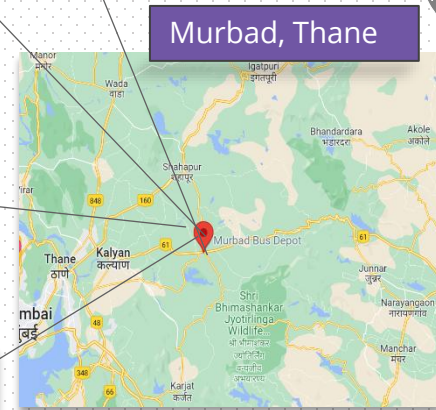 Murbad, Thane
Manor
मनोर
Wada
वाडा
Igatpuri
इगतपुरी
Bhandardara
भंडारदरा
Akole
अकोले
Shahapur
शहापूर
Virar
848
160
61
Murbad Bus Depot
61
Thane
ठाणे
Kalyan
कल्याण
Junnar
जुन्नर
Shri
Bhimashankar
Jyotirlinga
Wildlife...
Narayangaon
नारायणगांव
mbai
मुंबई
48
Manchar
मंचर
348
66
Karjat
कर्जत